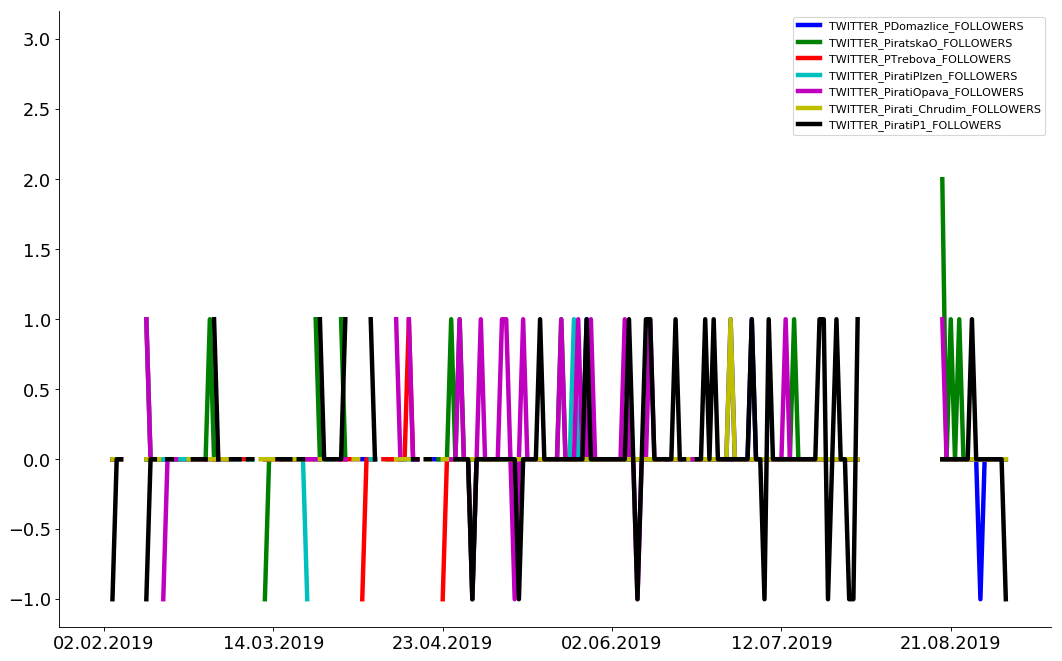 TWITTER_PDomazlice_FOLLOWERS
TWITTER_PiratskaO_FOLLOWERS
TWITTER_PTrebova_FOLLOWERS
TWITTER_PiratiPlzen_FOLLOWERS
TWITTER_PiratiOpava_FOLLOWERS
TWITTER_Pirati_Chrudim_FOLLOWERS
TWITTER_PiratiP1_FOLLOWERS
3.0
2.5
2.0
1.5
1.0
0.5
0.0
−0.5
−1.0
02.02.2019 14.03.2019 23.04.2019 02.06.2019 12.07.2019 21.08.2019